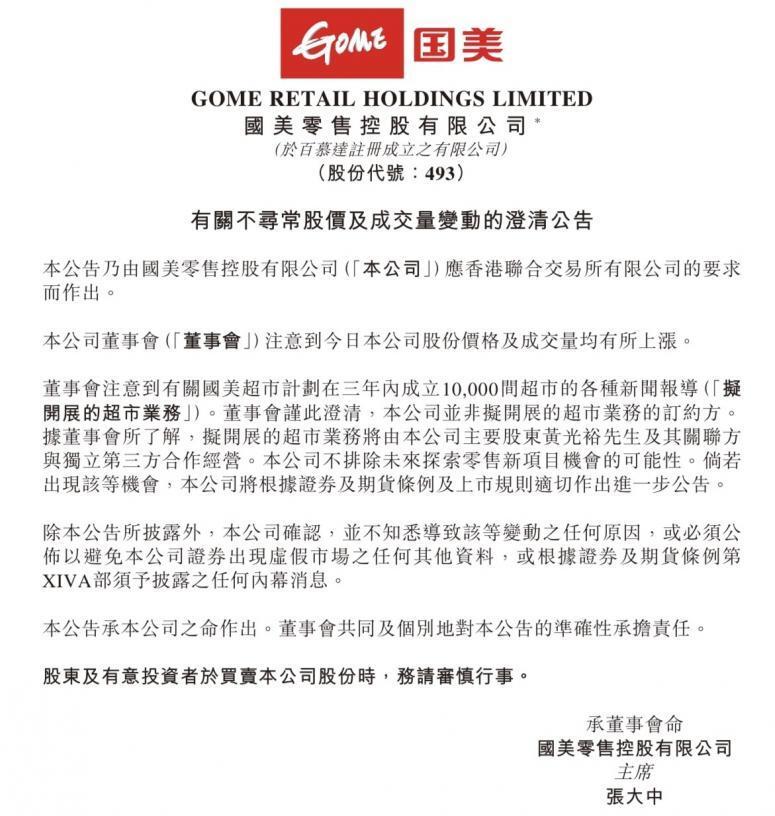 GOME 国美
GOME RETAIL HOLDINGS LIMITED
國美零售控股有限公司*
(於百慕達註冊成立之有限公司)
(股份代號：493)
有關不尋常股價及成交量變動的澄清公告
本公告乃由國美零售控股有限公司(「本公司」)應香港聯合交易所有限公司的要求
而作出。
本公司董事會(「董事會」)注意到今日本公司股份價格及成交量均有所上漲。
董事會注意到有關國美超市計劃在三年內成立10,000間超市的各種新聞報導(「擬
開展的超市業務」)。董事會謹此澄清，本公司並非擬開展的超市業務的訂約方。
據董事會所了解，擬開展的超市業務將由本公司主要股東黃光裕先生及其關聯方
與獨立第三方合作經營。本公司不排除未來探索零售新項目機會的可能性。倘若
出現該等機會，本公司將根據證券及期貨條例及上市規則適切作出進一步公告。
除本公告所披露外，本公司確認，並不知悉導致該等變動之任何原因，或必須公
佈以避免本公司證券出現虛假市場之任何其他資料，或根據證券及期貨條例第
XIVA部須予披露之任何內幕消息。
本公告承本公司之命作出。董事會共同及個別地對本公告的準確性承擔責任。
股東及有意投資者於買賣本公司股份時，務請審慎行事。
承董事會命
國美零售控股有限公司
主席
張大中